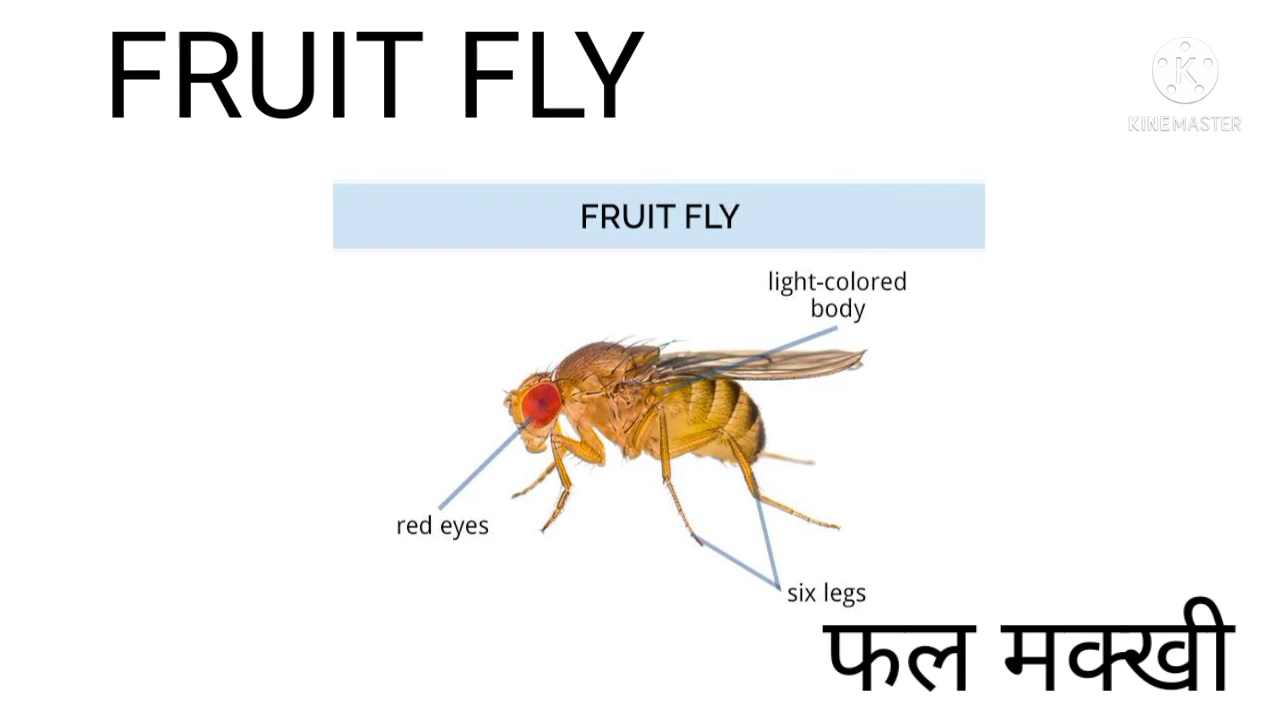 FRUIT FLY
K
KINEMASTER
FRUIT FLY
light-colored
body
red eyes
six legs
फल मक्खी